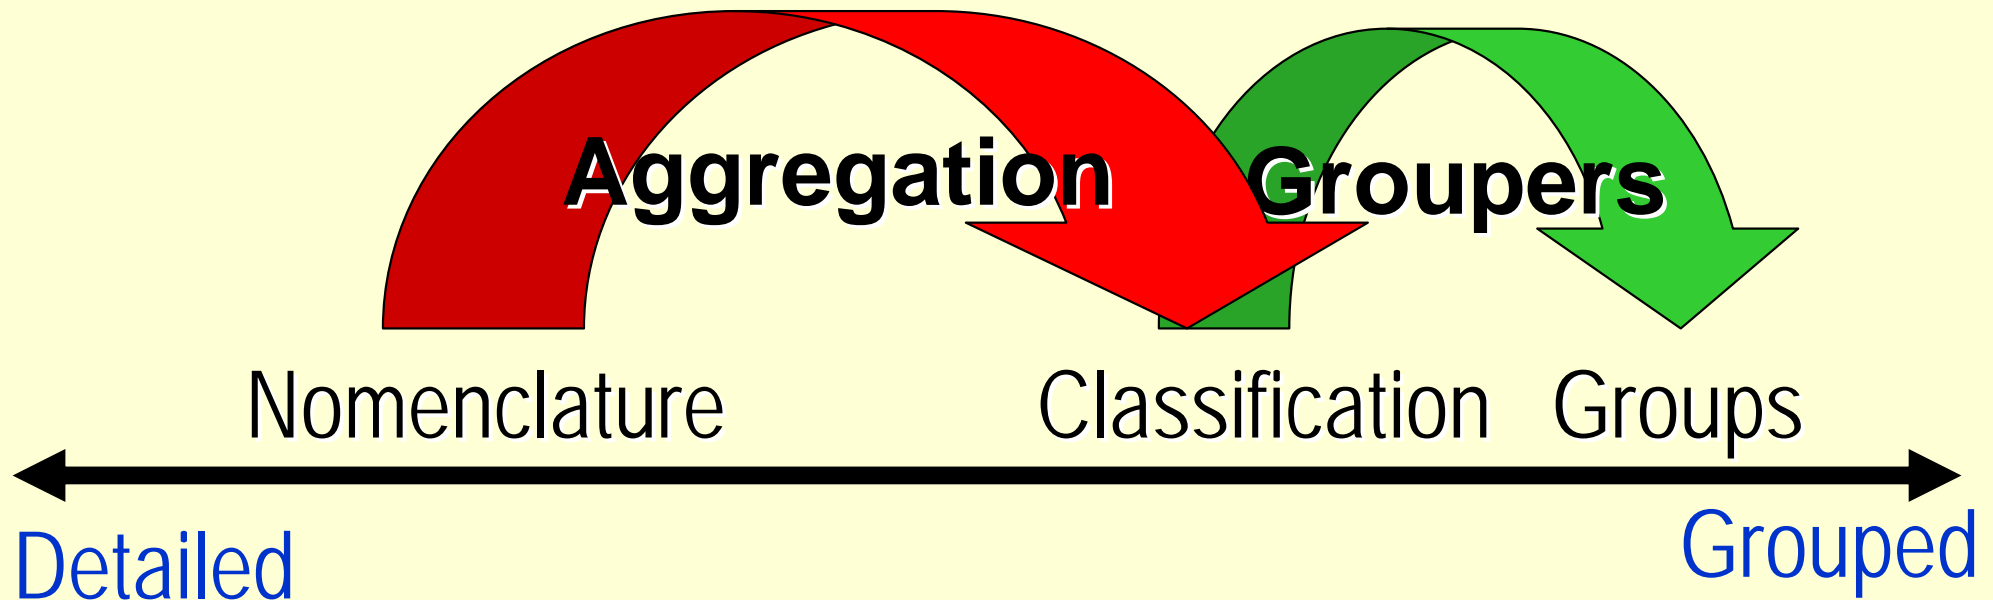 Aggregation Groupers
Nomenclature Classification Groups
Detailed Grouped